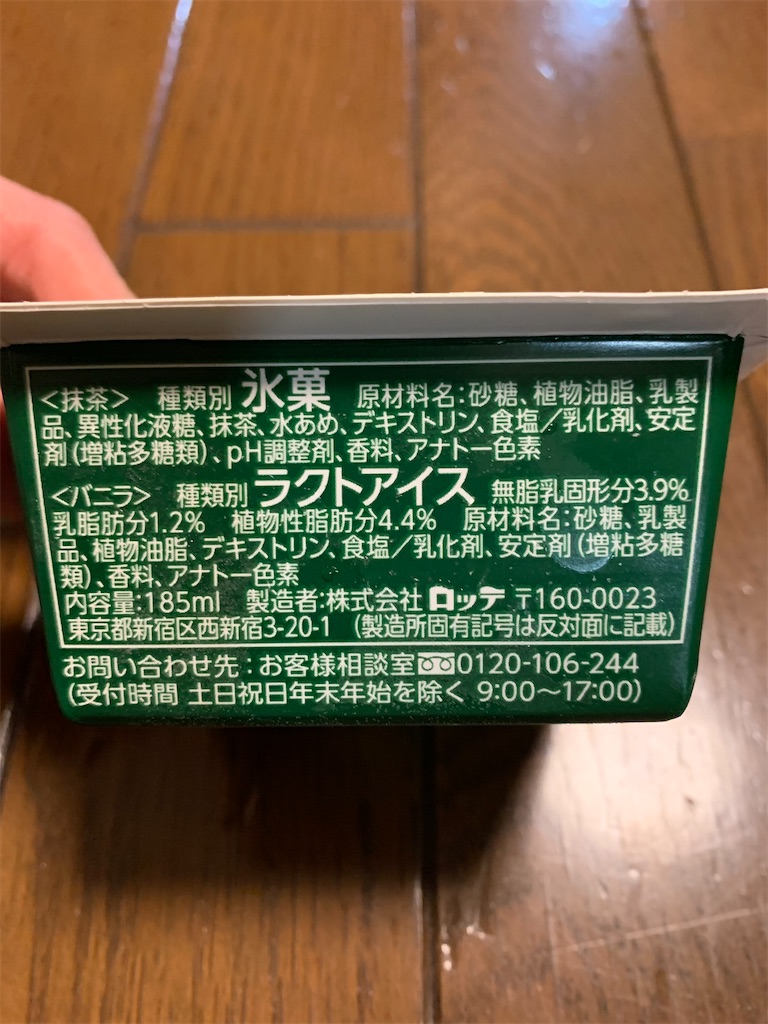 <抹茶> 種類別 氷菓 原材料名:砂糖、植物油脂、乳製
品、異性化液糖、抹茶、水あめ、デキストリン、食塩/乳化剤、安定
剤(増粘多糖類)、pH調整剤、香料、アナトー色素
<バニラ> 種類別 ラクトアイス 無脂乳固形分3.9%
乳脂肪分1.2% 植物性脂肪分4.4% 原材料名:砂糖、乳製
品、植物油脂、デキストリン、食塩/乳化剤、安定剤(増粘多糖
類)、香料、アナトー色素
内容量:185ml 製造者:株式会社 ロッテ 〒160-0023
東京都新宿区西新宿3-20-1 (製造所固有記号は反対面に記載)
お問い合わせ先:お客様相談室 0120-106-244
(受付時間 土日祝日年末年始を除く 9:00~17:00)